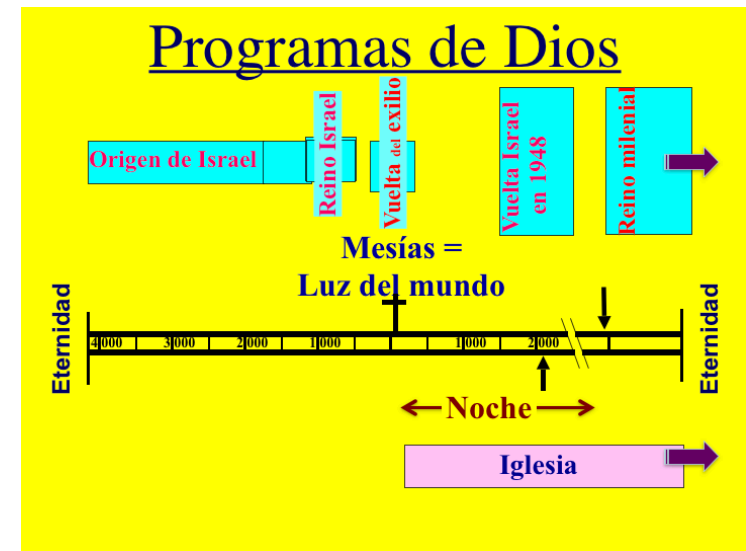 Programas de Dios
Origen de Israel
Reino Israel
Vuelta del exilio
Vuelta Israel
en 1948
Reino milenial
Mesías =
Luz del mundo
Eternidad
4000 3000 2000 1000 1000 2000
Eternidad
Noche
Iglesia